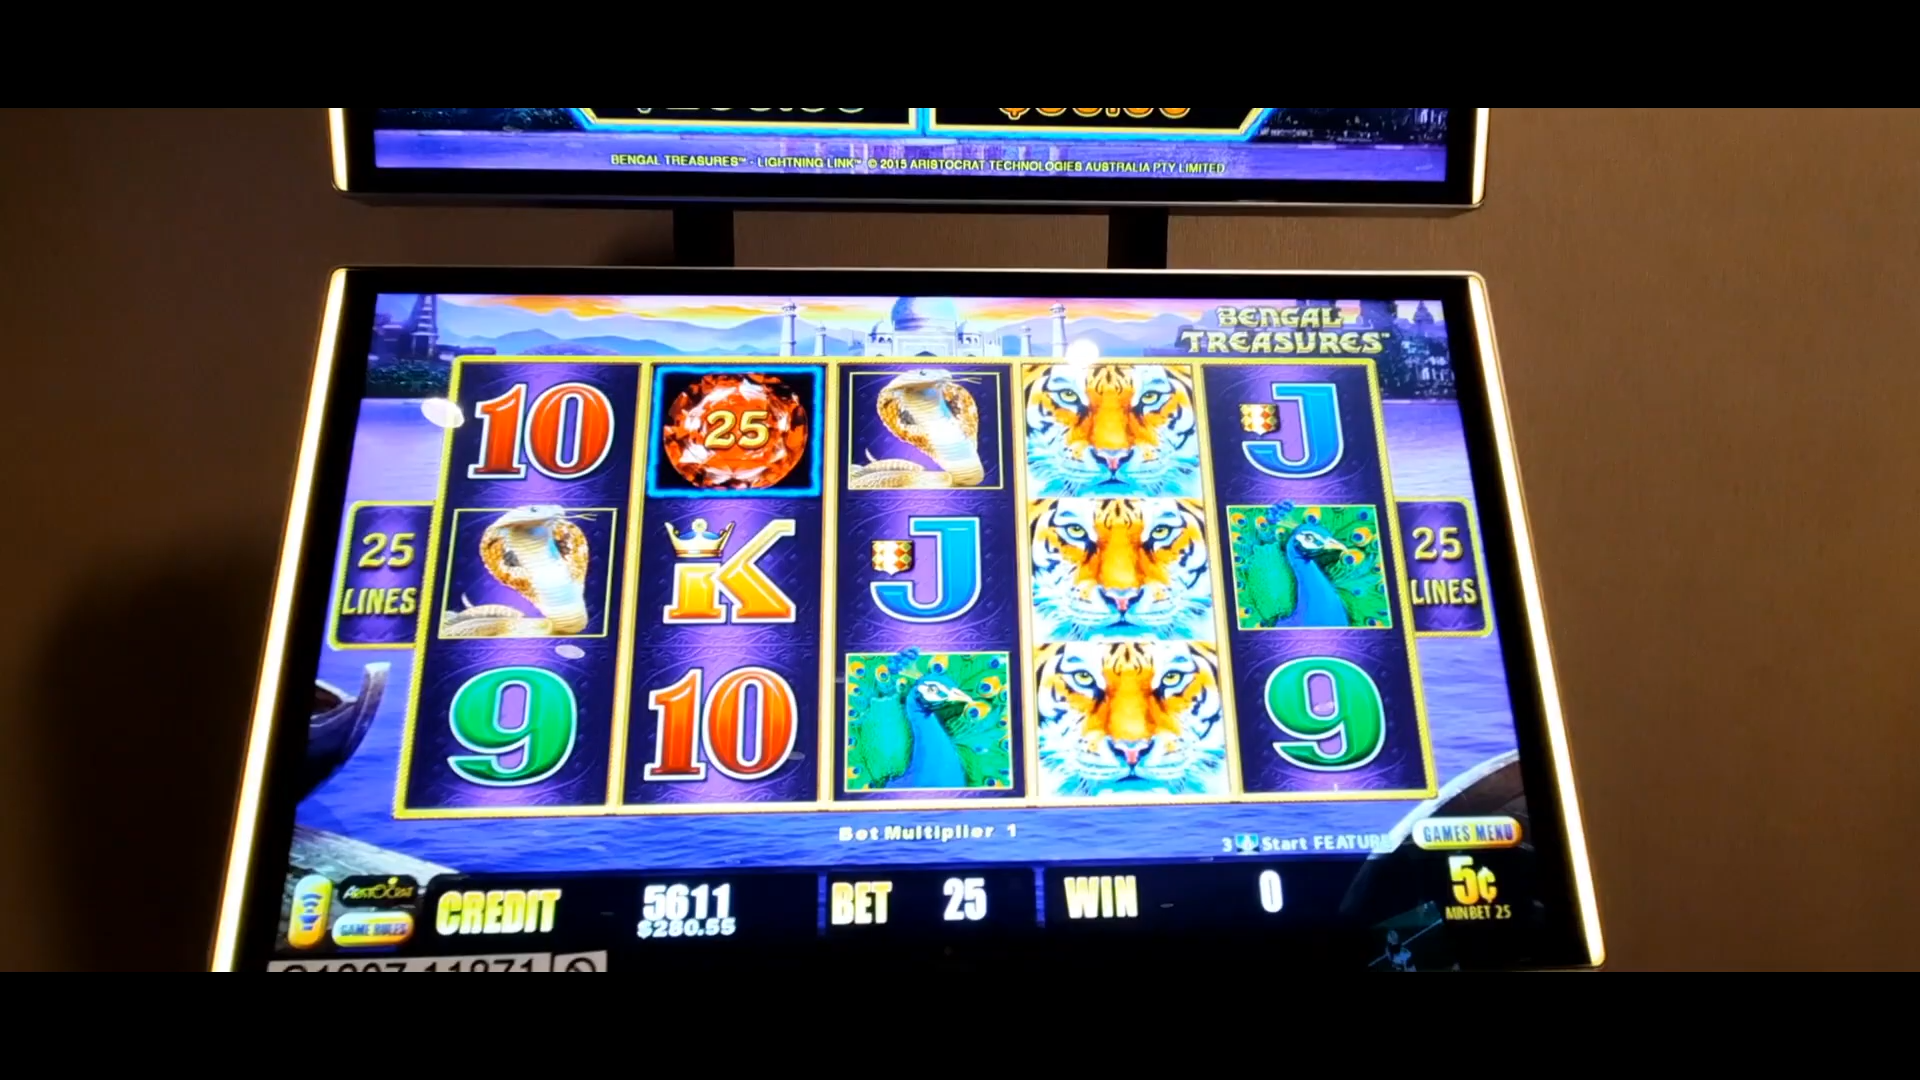 BENGAL TREASURES™ - LIGHTNING LINK™ © 2015 ARISTOCRAT TECHNOLOGIES AUSTRALIA PTY LIMITED
BENGAL
TREASURES™
10
25
J
25
LINES
K
J
25
LINES
9
10
9
Bet Multiplier 1
3 Start FEATURE
GAMES MENU
ARISTOCRAT
GAME RULES
CREDIT
5611
$280.55
BET
25
WIN
0
5¢
MIN BET 25